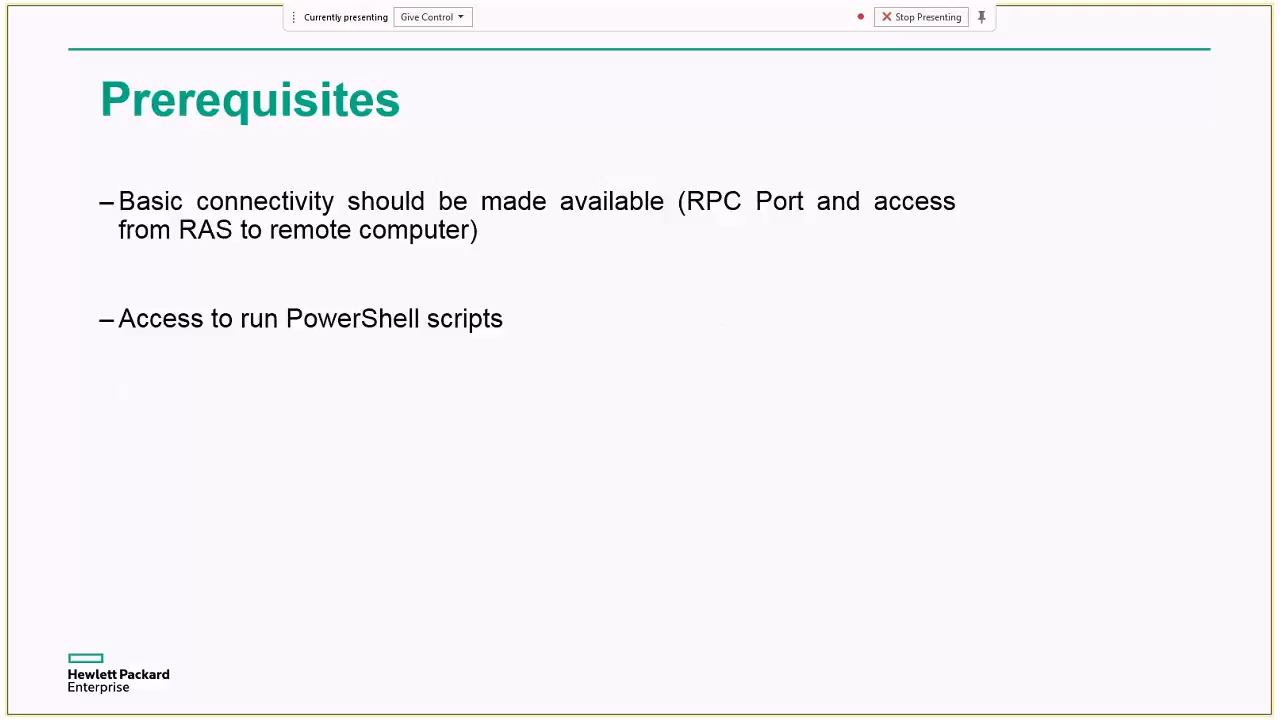 Currently presenting Give Control Stop Presenting
Prerequisites
– Basic connectivity should be made available (RPC Port and access
from RAS to remote computer)
– Access to run PowerShell scripts
Hewlett Packard
Enterprise